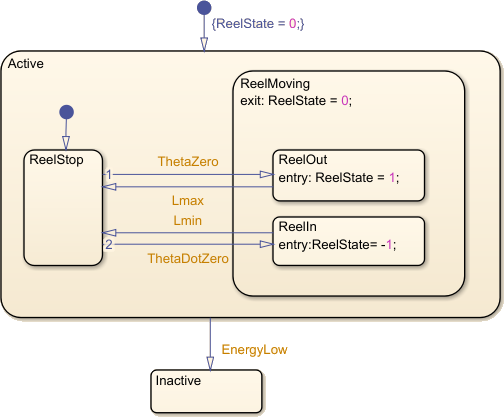 {ReelState = 0;}
Active
ReelMoving
exit: ReelState = 0;
ReelStop
1
ThetaZero
ReelOut
entry: ReelState = 1;
Lmax
Lmin
ReelIn
entry:ReelState= -1;
2
ThetaDotZero
EnergyLow
Inactive